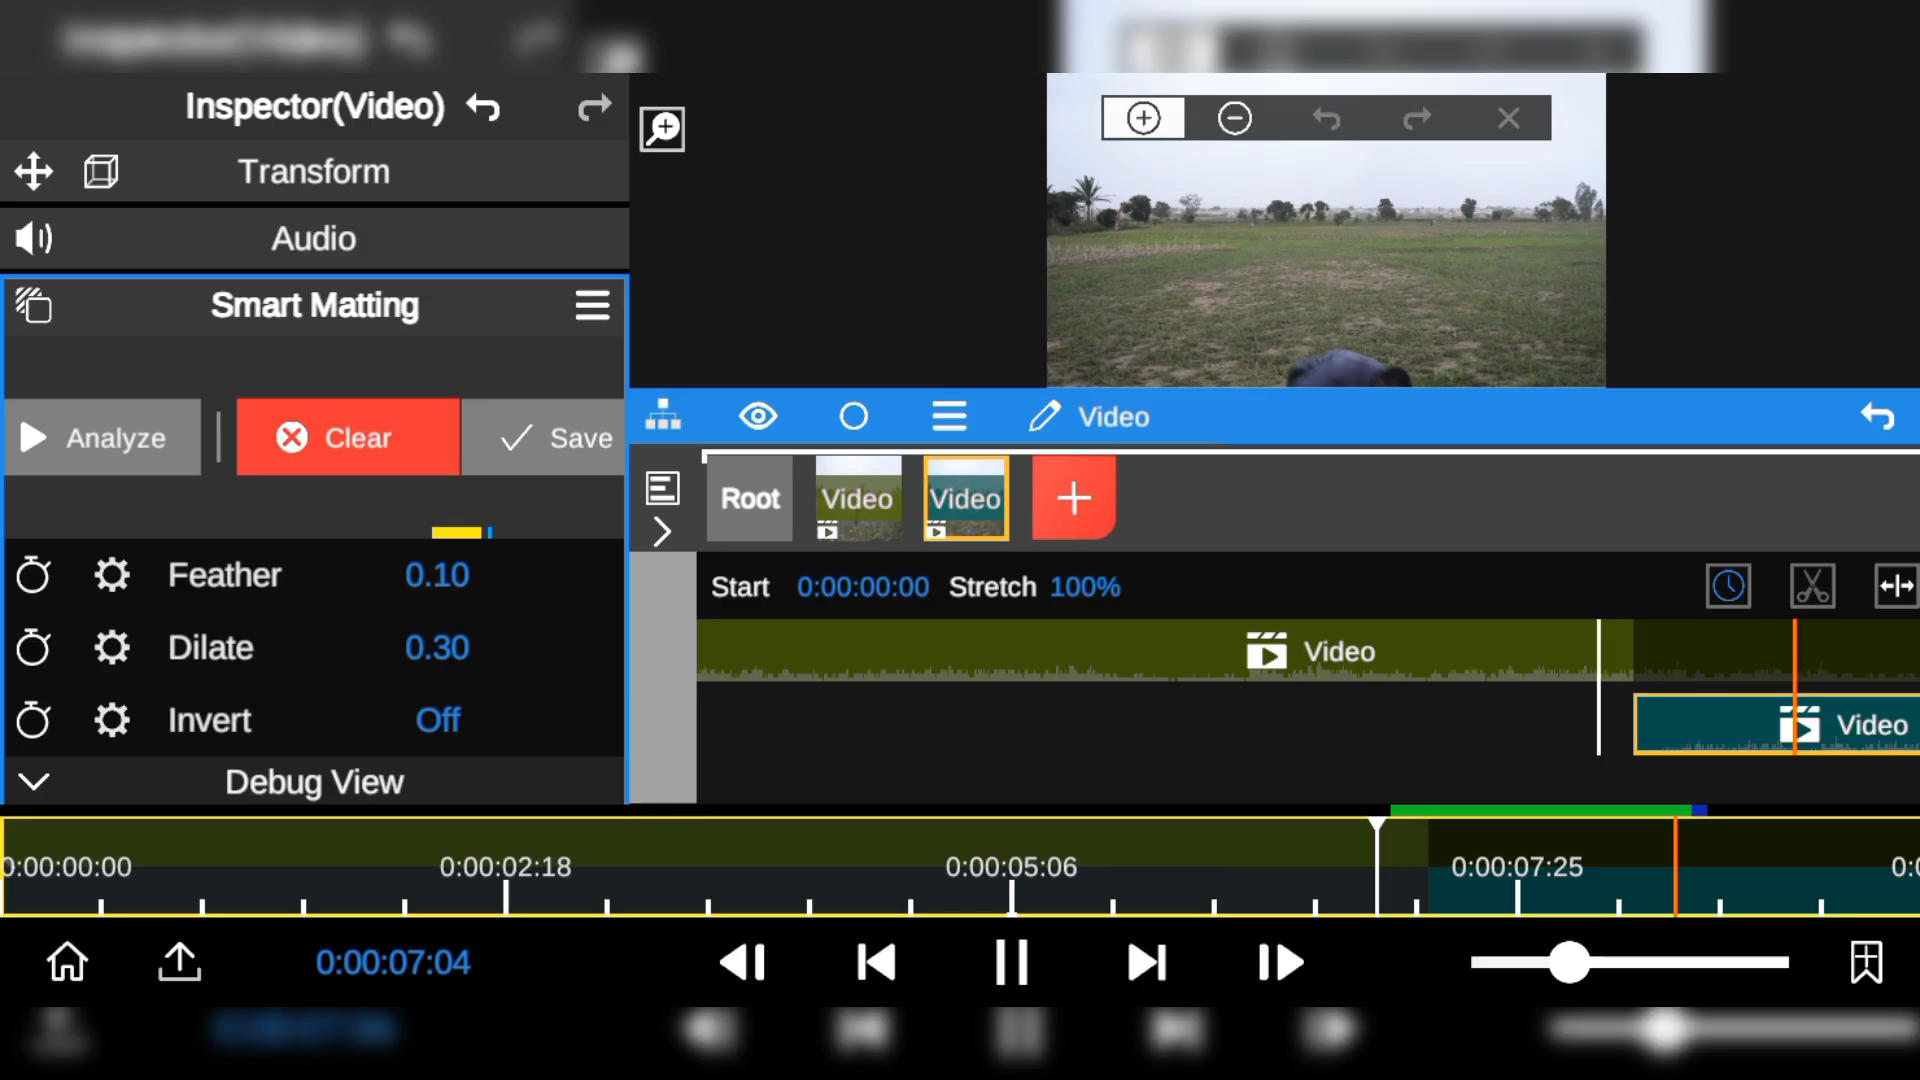 Inspector(Video)
Transform
Audio
Smart Matting
Analyze
Clear
Save
Feather 0.10
Dilate 0.30
Invert Off
Debug View
Video
Root
Video
Video
Start 0:00:00:00 Stretch 100%
Video
Video
0:00:00:00
0:00:02:18
0:00:05:06
0:00:07:25
0:00:07:04